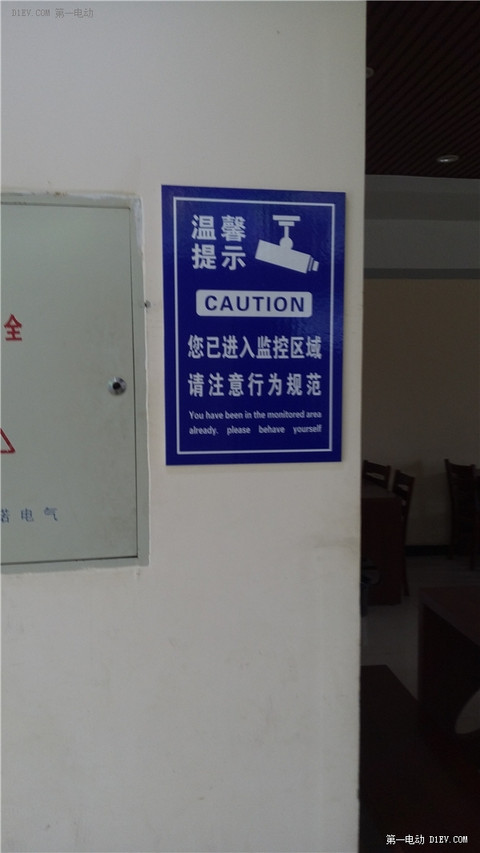 D1EV.COM 第一电动
温馨
提示
CAUTION
您已进入监控区域
请注意行为规范
You have been in the monitored area
already. please behave yourself
全
诺电气
第一电动 D1EV.COM